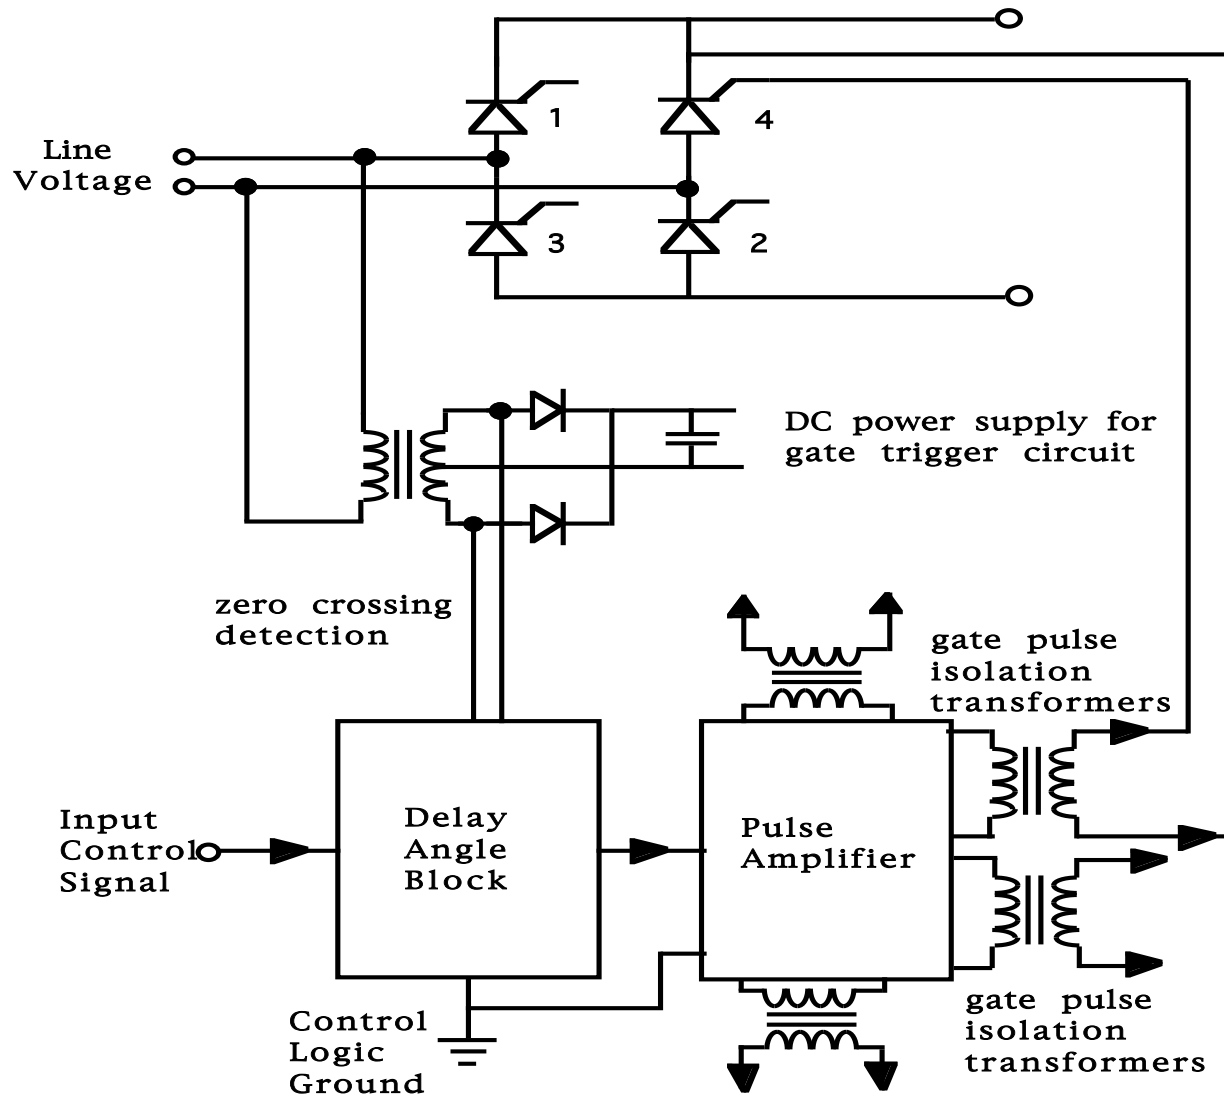 1
4
Line
Voltage
3
2
DC power supply for
gate trigger circuit
zero crossing
detection
gate pulse
isolation
transformers
Input
Control
Signal
Delay
Angle
Block
Pulse
Amplifier
Control
Logic
Ground
gate pulse
isolation
transformers